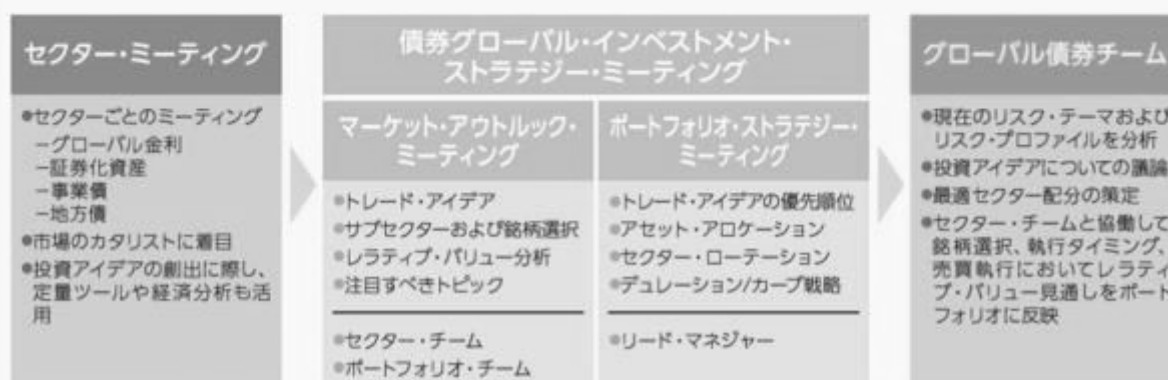 セクター・ミーティング
●セクターごとのミーティング
－グローバル金利
－証券化資産
－事業債
－地方債
●市場のカタリストに着目
●投資アイデアの創出に際し、
定量ツールや経済分析も活
用
債券グローバル・インベストメント・
ストラテジー・ミーティング
マーケット・アウトルック・
ミーティング
●トレード・アイデア
●サブセクターおよび銘柄選択
●レラティブ・バリュー分析
●注目すべきトピック
●セクター・チーム
●ポートフォリオ・チーム
ポートフォリオ・ストラテジー・
ミーティング
●トレード・アイデアの優先順位
●アセット・アロケーション
●セクター・ローテーション
●デュレーション/カーブ戦略
●リード・マネジャー
グローバル債券チーム
●現在のリスク・テーマおよび
リスク・プロファイルを分析
●投資アイデアについての議論
●最適セクター配分の策定
●セクター・チームと協働して
銘柄選択、執行タイミング、
売買執行においてレラティ
ブ・バリュー見通しをポート
フォリオに反映